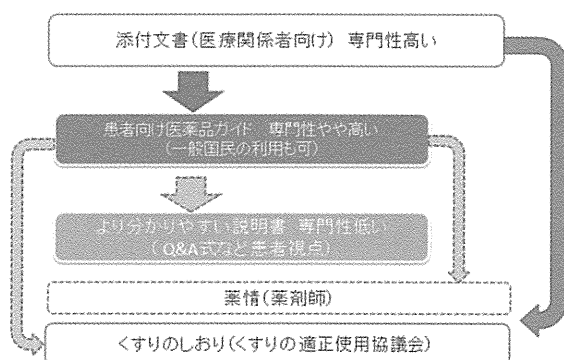 添付文書(医療関係者向け) 専門性高い
患者向け医薬品ガイド 専門性やや高い
(一般国民の利用も可)
より分かりやすい説明書 専門性低い
(Q&A式など患者視点)
薬情(薬剤師)
くすりのしおり(くすりの適正使用協議会)